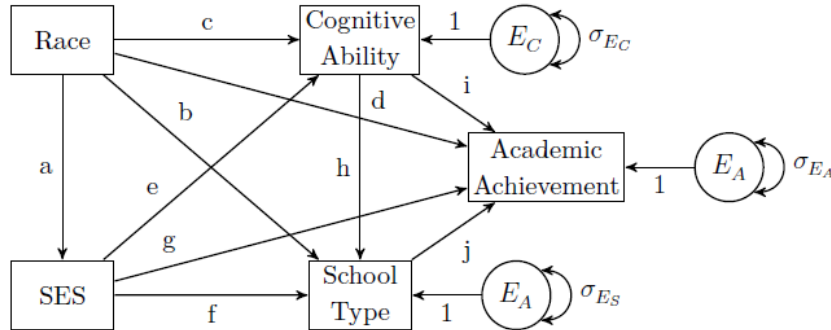 Race
c
Cognitive
Ability
1
E_C
σ_{E_C}
b
d
i
a
e
h
Academic
Achievement
1
E_A
σ_{E_A}
g
j
SES
f
School
Type
1
E_A
σ_{E_S}